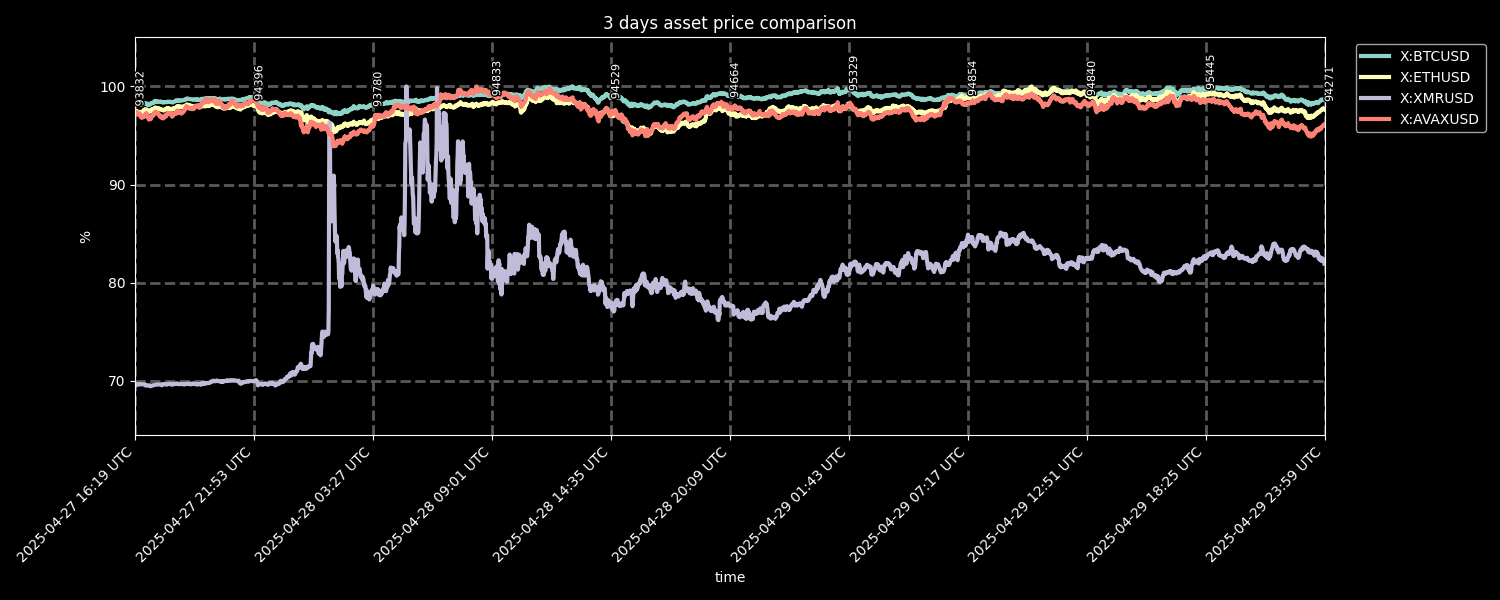 3 days asset price comparison
X:BTCUSD
X:ETHUSD
X:XMRUSD
X:AVAXUSD
93832
94396
93780
94833
94529
94664
95329
94854
94840
95445
94271
100
90
80
70
%
2025-04-27 16:19 UTC
2025-04-27 21:53 UTC
2025-04-28 03:27 UTC
2025-04-28 09:01 UTC
2025-04-28 14:35 UTC
2025-04-28 20:09 UTC
2025-04-29 01:43 UTC
2025-04-29 07:17 UTC
2025-04-29 12:51 UTC
2025-04-29 18:25 UTC
2025-04-29 23:59 UTC
time